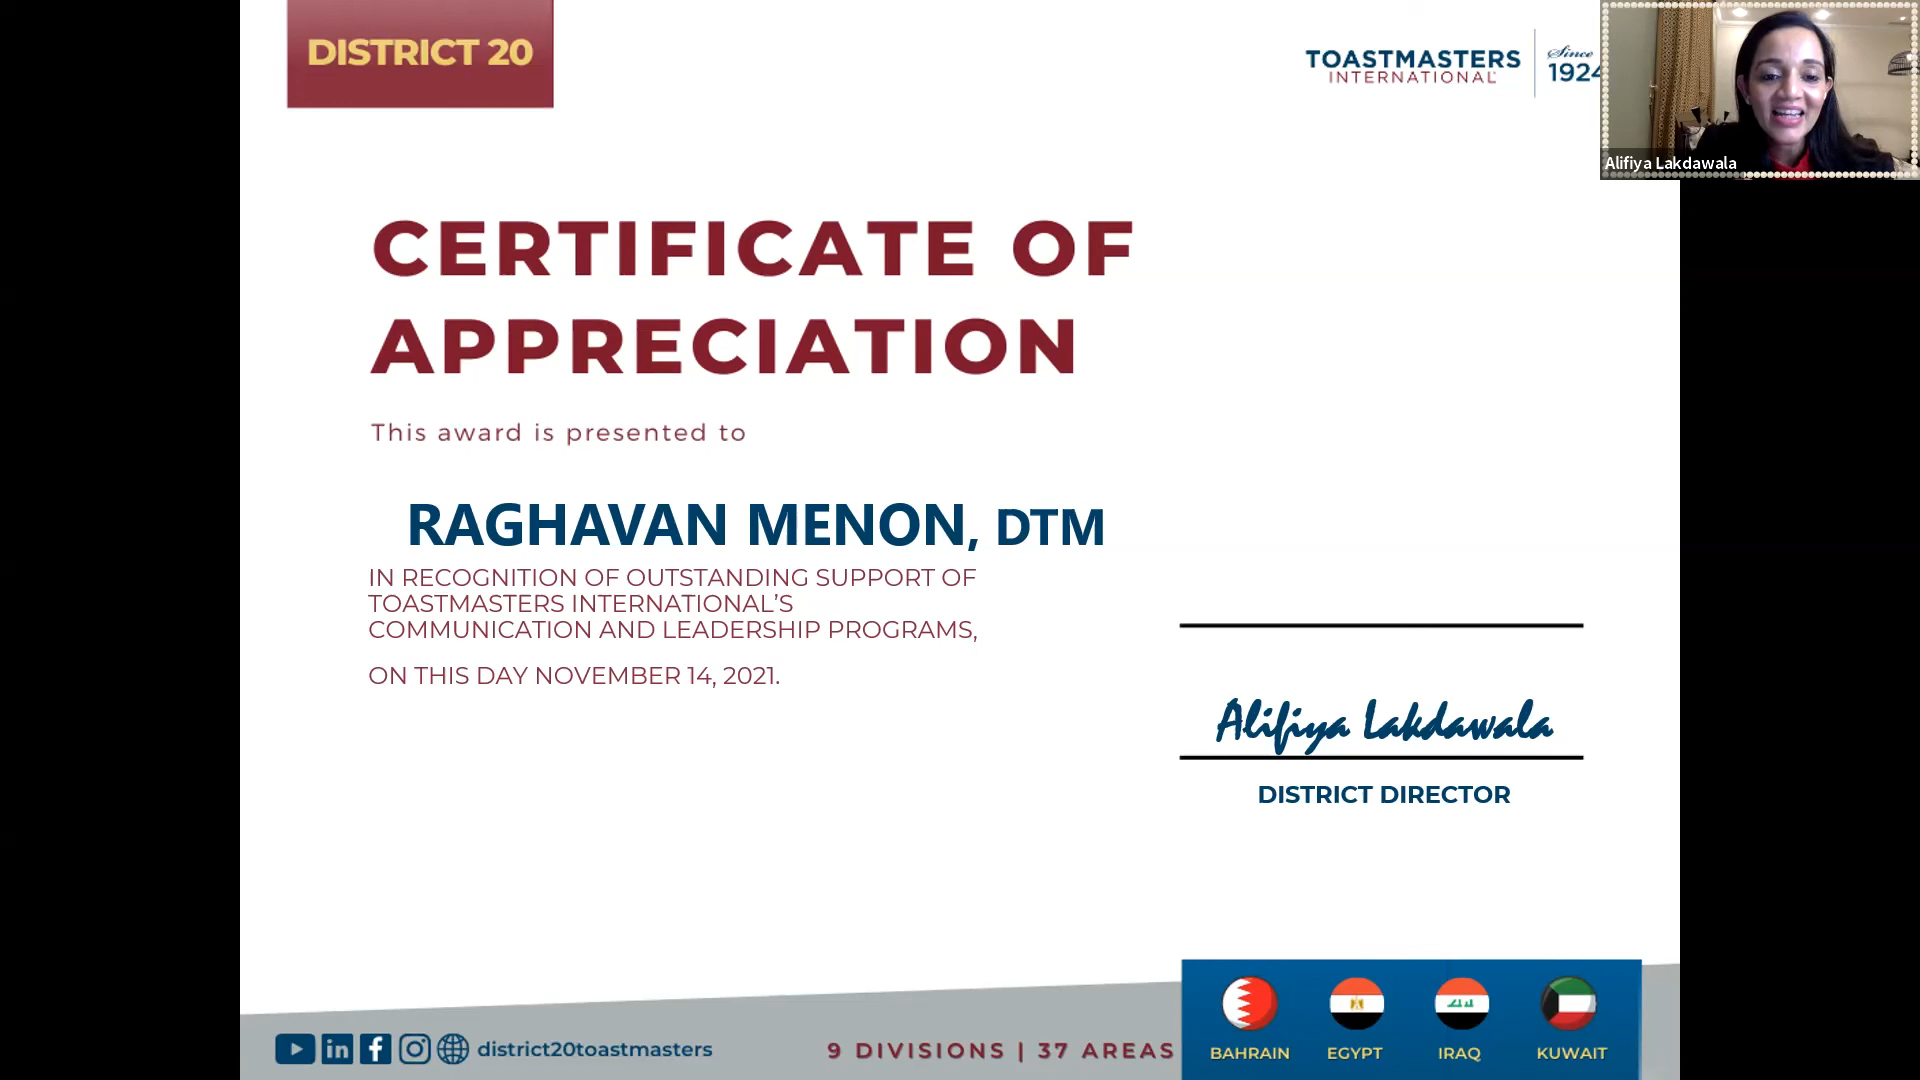 DISTRICT 20
TOASTMASTERS
INTERNATIONAL
Since
1924
Alifiya Lakdawala
CERTIFICATE OF
APPRECIATION
This award is presented to
RAGHAVAN MENON, DTM
IN RECOGNITION OF OUTSTANDING SUPPORT OF
TOASTMASTERS INTERNATIONAL’S
COMMUNICATION AND LEADERSHIP PROGRAMS,
ON THIS DAY NOVEMBER 14, 2021.
Alifiya Lakdawala
DISTRICT DIRECTOR
district20toastmasters
9 DIVISIONS | 37 AREAS
BAHRAIN EGYPT IRAQ KUWAIT